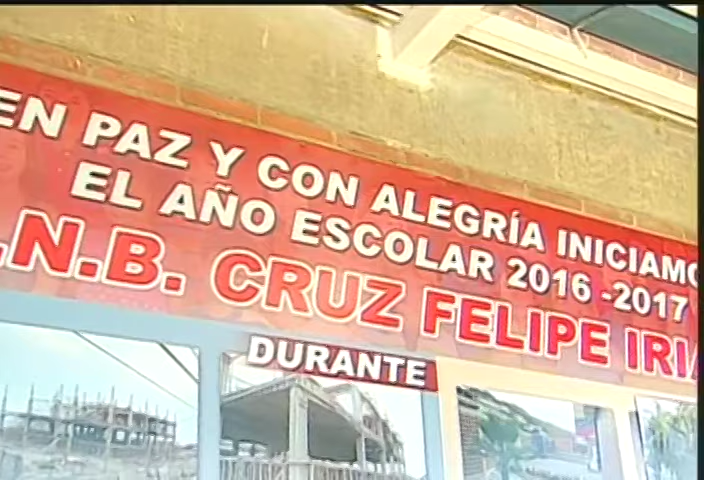 EN PAZ Y CON ALEGRÍA INICIAMO
EL AÑO ESCOLAR 2016 -2017
.N.B. CRUZ FELIPE IRIA
DURANTE